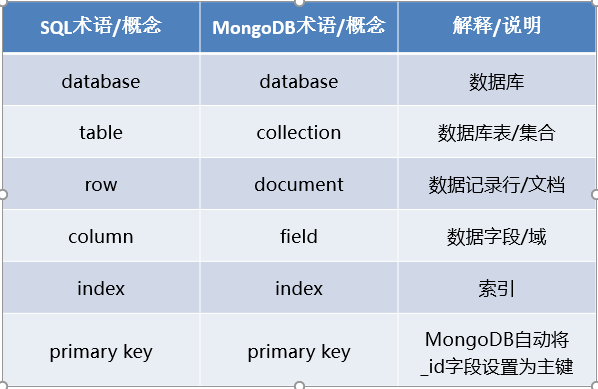 SQL术语/概念 MongoDB术语/概念 解释/说明
database database 数据库
table collection 数据库表/集合
row document 数据记录行/文档
column field 数据字段/域
index index 索引
primary key primary key MongoDB自动将
_id字段设置为主键